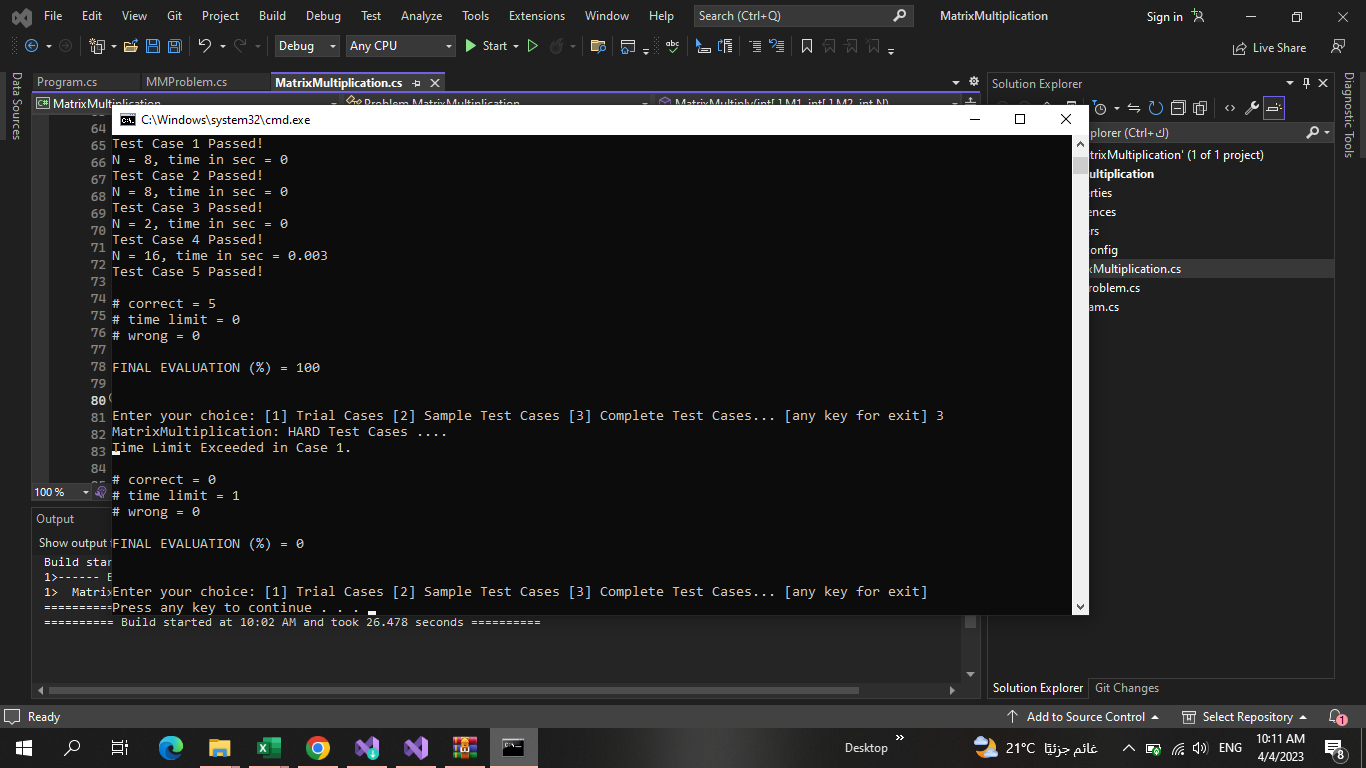 File Edit View Git Project Build Debug Test Analyze Tools Extensions Window Help Search (Ctrl+Q) MatrixMultiplication Sign in
Debug Any CPU Start Live Share
Data Sources
Program.cs MMProblem.cs MatrixMultiplication.cs
MatrixMultiplication Problem.MatrixMultiplication MatrixMultiply(int[,] M1, int[,] M2, int N)
Solution Explorer
Diagnostic Tools
C:\Windows\system32\cmd.exe
64
65
66
67
68
69
70
71
72
73
74
75
76
77
78
79
80
81
82
83
84
Test Case 1 Passed!
N = 8, time in sec = 0
Test Case 2 Passed!
N = 8, time in sec = 0
Test Case 3 Passed!
N = 2, time in sec = 0
Test Case 4 Passed!
N = 16, time in sec = 0.003
Test Case 5 Passed!
# correct = 5
# time limit = 0
# wrong = 0
FINAL EVALUATION (%) = 100
Enter your choice: [1] Trial Cases [2] Sample Test Cases [3] Complete Test Cases... [any key for exit] 3
MatrixMultiplication: HARD Test Cases ....
Time Limit Exceeded in Case 1.
# correct = 0
# time limit = 1
# wrong = 0
FINAL EVALUATION (%) = 0
Enter your choice: [1] Trial Cases [2] Sample Test Cases [3] Complete Test Cases... [any key for exit]
Press any key to continue . . .
plorer (Ctrl+ك)
trixMultiplication' (1 of 1 project)
ultiplication
rties
ences
rs
onfig
xMultiplication.cs
roblem.cs
am.cs
100 %
Output
Show output
Build star
1>------ B
1> Matrix
==========
========== Build started at 10:02 AM and took 26.478 seconds ==========
Solution Explorer Git Changes
Ready Add to Source Control Select Repository 1
Desktop » 21°C غائم جزئيًا ENG 10:11 AM
4/4/2023 8